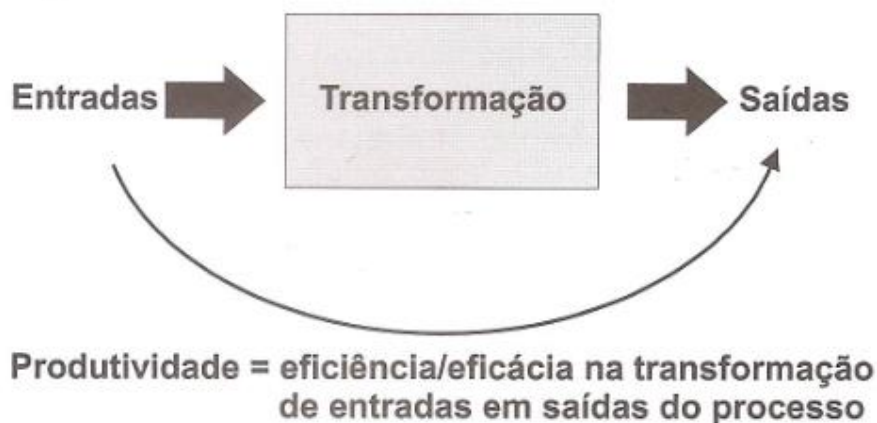 Entradas Transformação Saídas
Produtividade = eficiência/eficácia na transformação
de entradas em saídas do processo